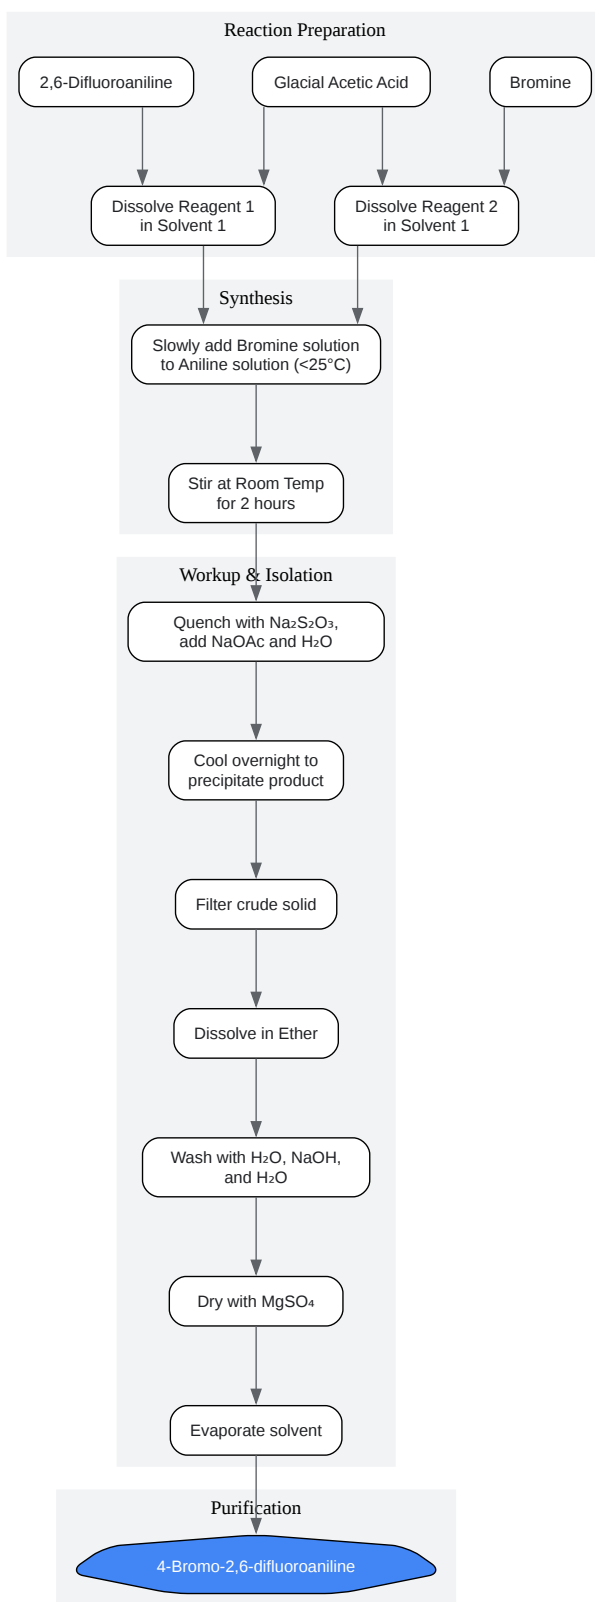 Reaction Preparation
2,6-Difluoroaniline
Glacial Acetic Acid
Bromine
Dissolve Reagent 1
in Solvent 1
Dissolve Reagent 2
in Solvent 1
Synthesis
Slowly add Bromine solution
to Aniline solution (<25°C)
Stir at Room Temp
for 2 hours
Workup & Isolation
Quench with Na₂S₂O₃,
add NaOAc and H₂O
Cool overnight to
precipitate product
Filter crude solid
Dissolve in Ether
Wash with H₂O, NaOH,
and H₂O
Dry with MgSO₄
Evaporate solvent
Purification
4-Bromo-2,6-difluoroaniline